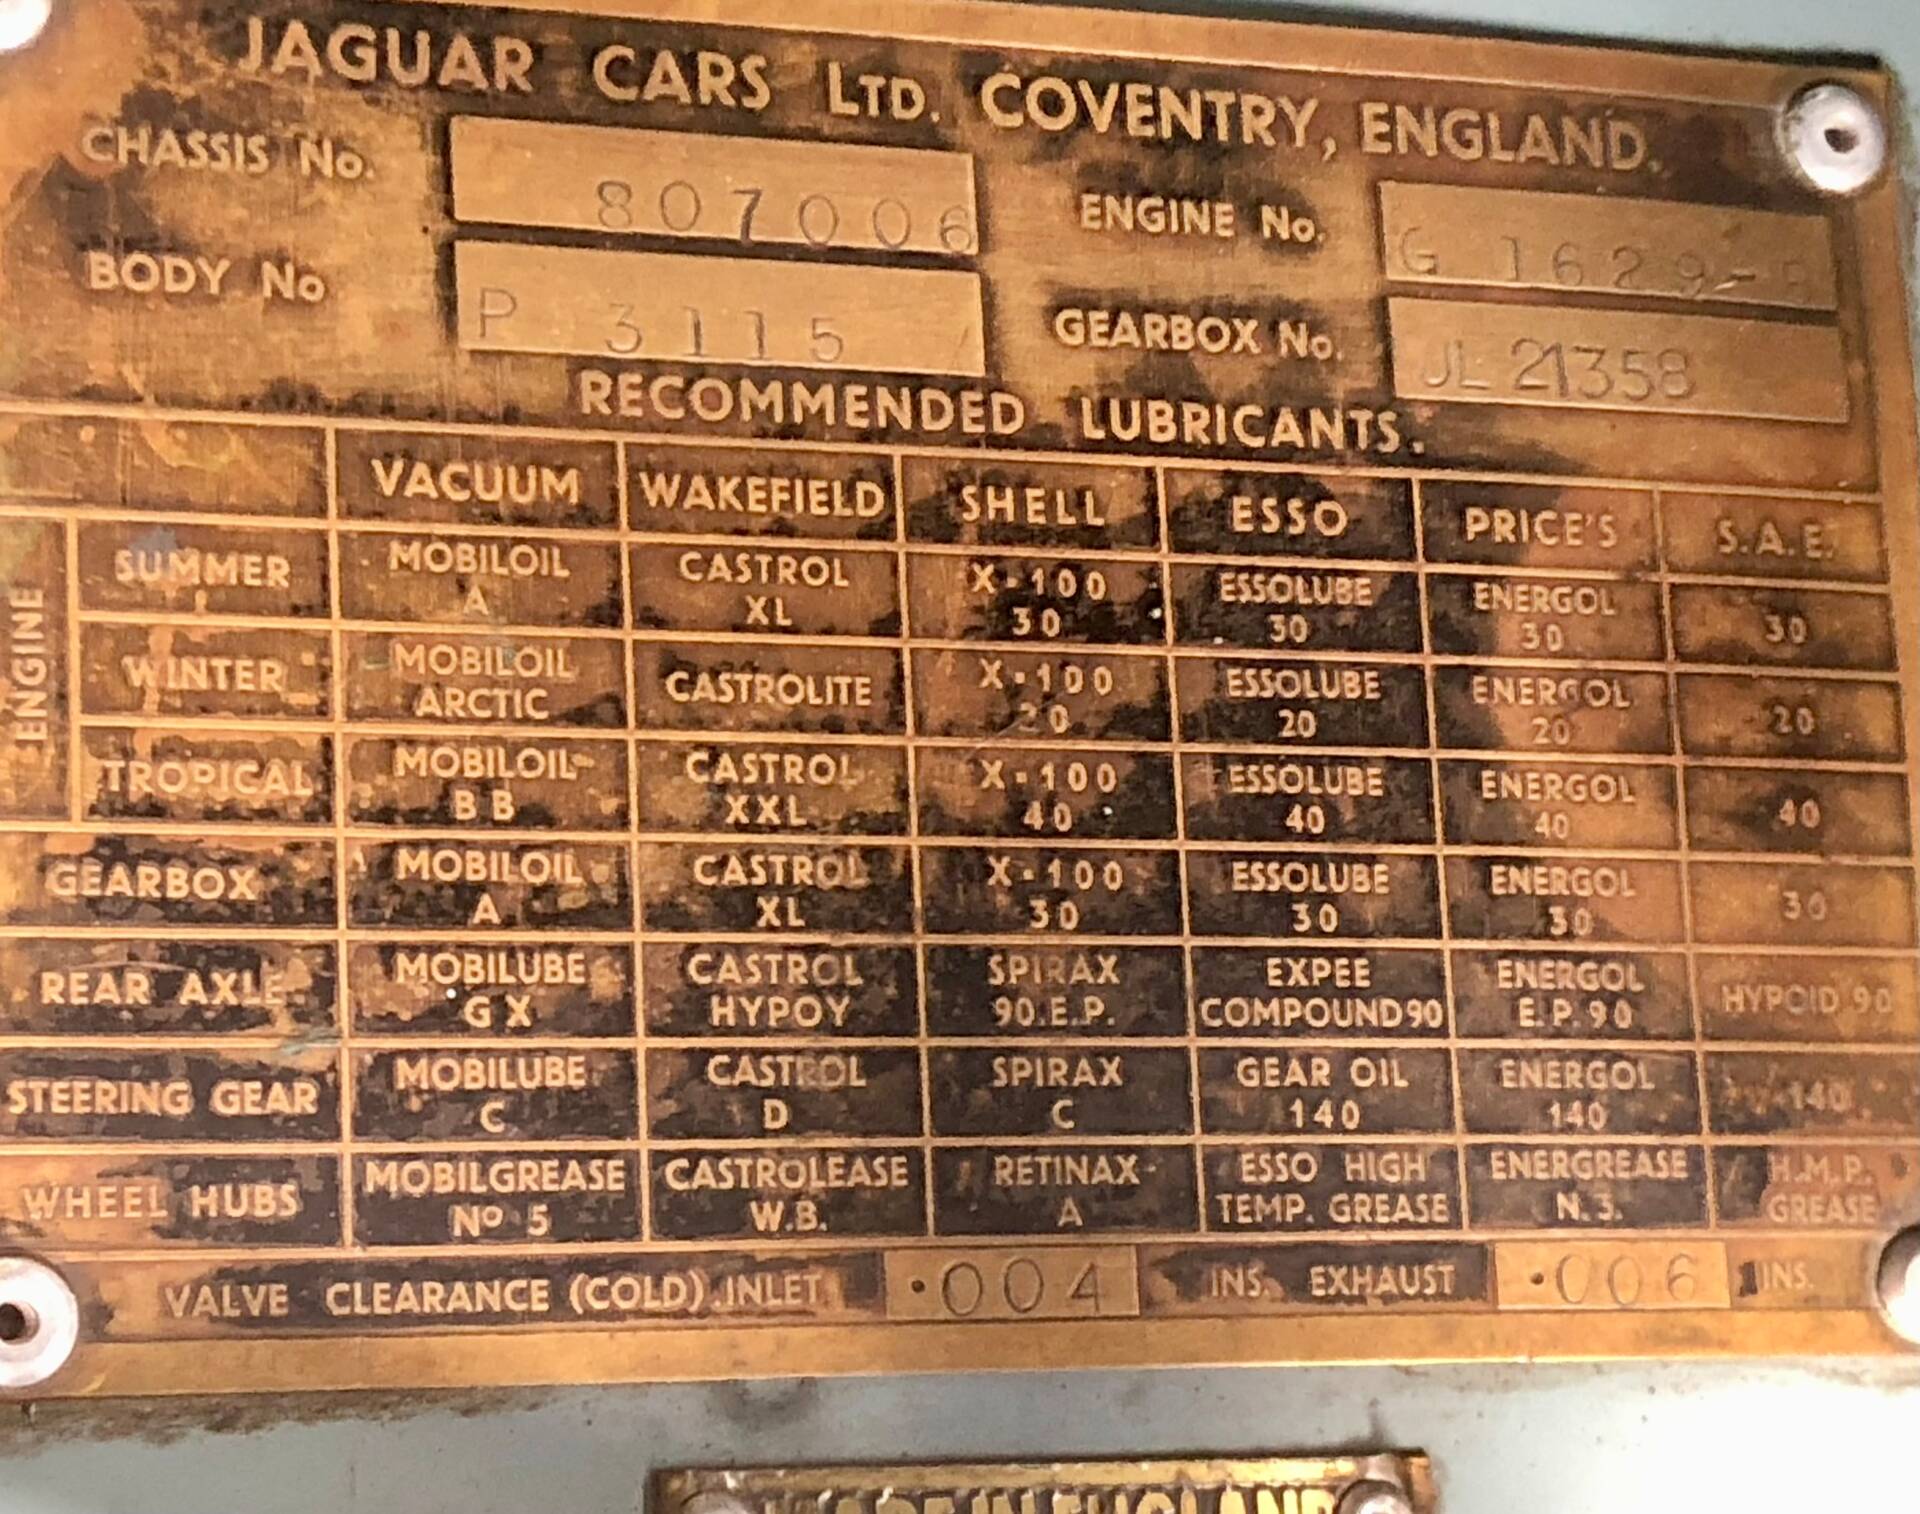 JAGUAR CARS LTD. COVENTRY, ENGLAND.
CHASSIS No. 807006 ENGINE No. G 1629-
BODY No P 3115 GEARBOX No. JL 21358
RECOMMENDED LUBRICANTS.
VACUUM WAKEFIELD SHELL ESSO PRICE'S S.A.E.
ENGINE
SUMMER MOBILOIL A CASTROL XL X-100 30 ESSOLUBE 30 ENERGOL 30 30
WINTER MOBILOIL ARCTIC CASTROLITE X-100 20 ESSOLUBE 20 ENERGOL 20 20
TROPICAL MOBILOIL B B CASTROL XXL X-100 40 ESSOLUBE 40 ENERGOL 40 40
GEARBOX MOBILOIL A CASTROL XL X-100 30 ESSOLUBE 30 ENERGOL 30 30
REAR AXLE MOBILUBE G X CASTROL HYPOY SPIRAX 90.E.P. EXPEE COMPOUND 90 ENERGOL E.P. 90 HYPOID 90
STEERING GEAR MOBILUBE C CASTROL D SPIRAX C GEAR OIL 140 ENERGOL 140 140
WHEEL HUBS MOBILGREASE No 5 CASTROLEASE W.B. RETINAX A ESSO HIGH TEMP. GREASE ENERGREASE N. 3. H.M.P. GREASE
VALVE CLEARANCE (COLD). INLET .004 INS. EXHAUST .006 INS.
MADE IN ENGLAND